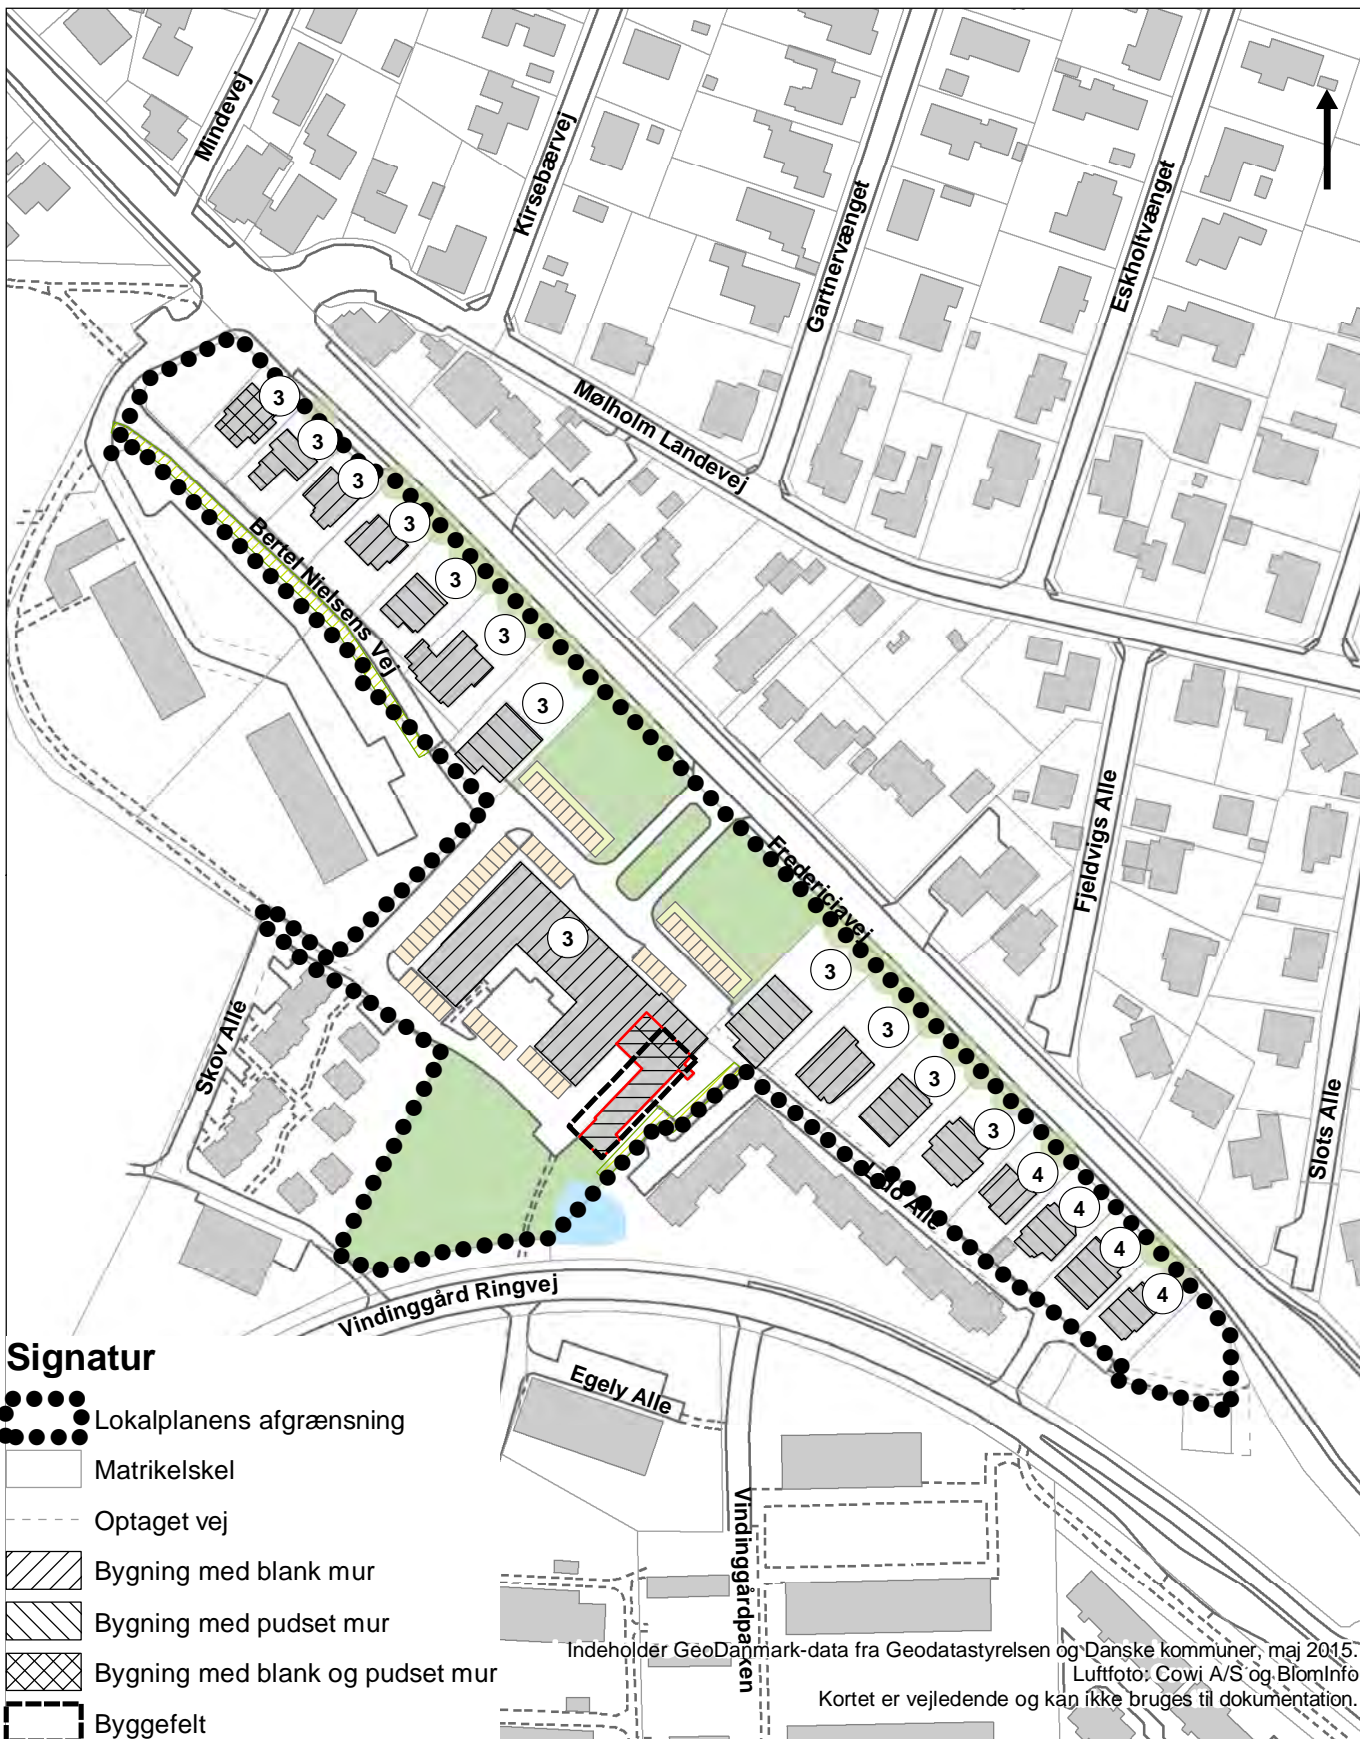 Mindevej
Kirsebærvej
Gartnervænget
Eskholtvænget
Mølholm Landevej
3
3
3
3
3
3
3
Bertel Nielsens Vej
Fredericiavej
Fjeldvigs Alle
Slots Alle
Skov Allé
3
3
3
3
3
4
4
4
4
Lido Alle
Vindinggård Ringvej
Egely Alle
Vindinggårdparken
Signatur
Lokalplanens afgrænsning
Matrikelskel
Optaget vej
Bygning med blank mur
Bygning med pudset mur
Bygning med blank og pudset mur
Byggefelt
Indeholder GeoDanmark-data fra Geodatastyrelsen og Danske kommuner, maj 2015.
Luftfoto: Cowi A/S og BlomInfo
Kortet er vejledende og kan ikke bruges til dokumentation.